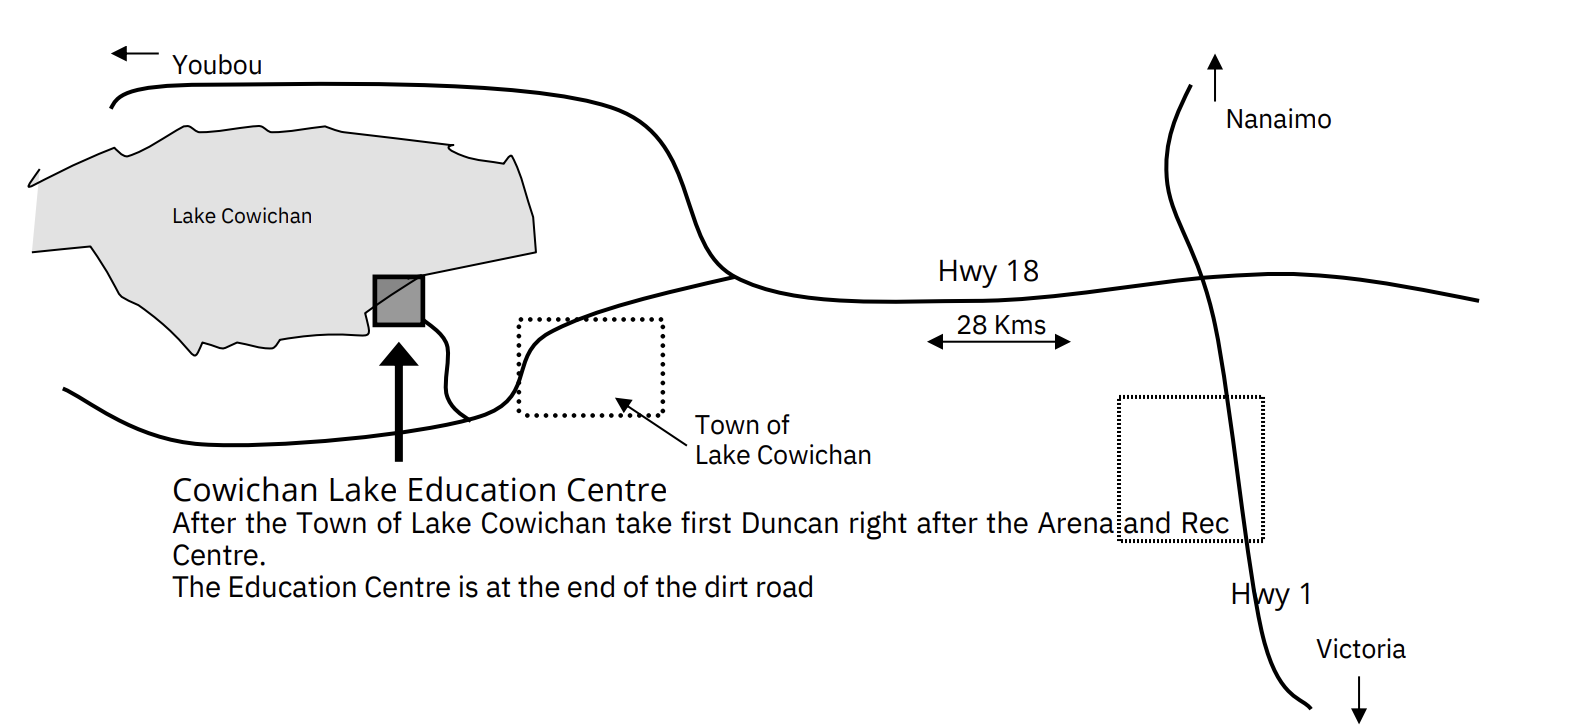 Youbou
Nanaimo
Lake Cowichan
Hwy 18
28 Kms
Town of
Lake Cowichan
Cowichan Lake Education Centre
After the Town of Lake Cowichan take first Duncan right after the Arena and Rec
Centre.
The Education Centre is at the end of the dirt road
Hwy 1
Victoria